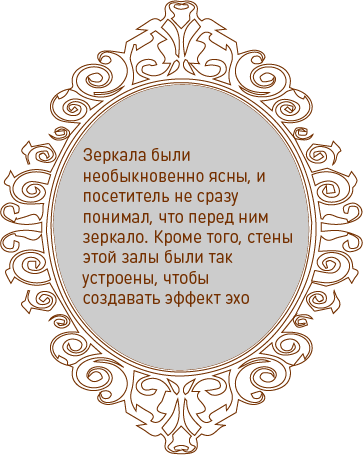 Зеркала были
необыкновенно ясны, и
посетитель не сразу
понимал, что перед ним
зеркало. Кроме того, стены
этой залы были так
устроены, чтобы
создавать эффект эхо